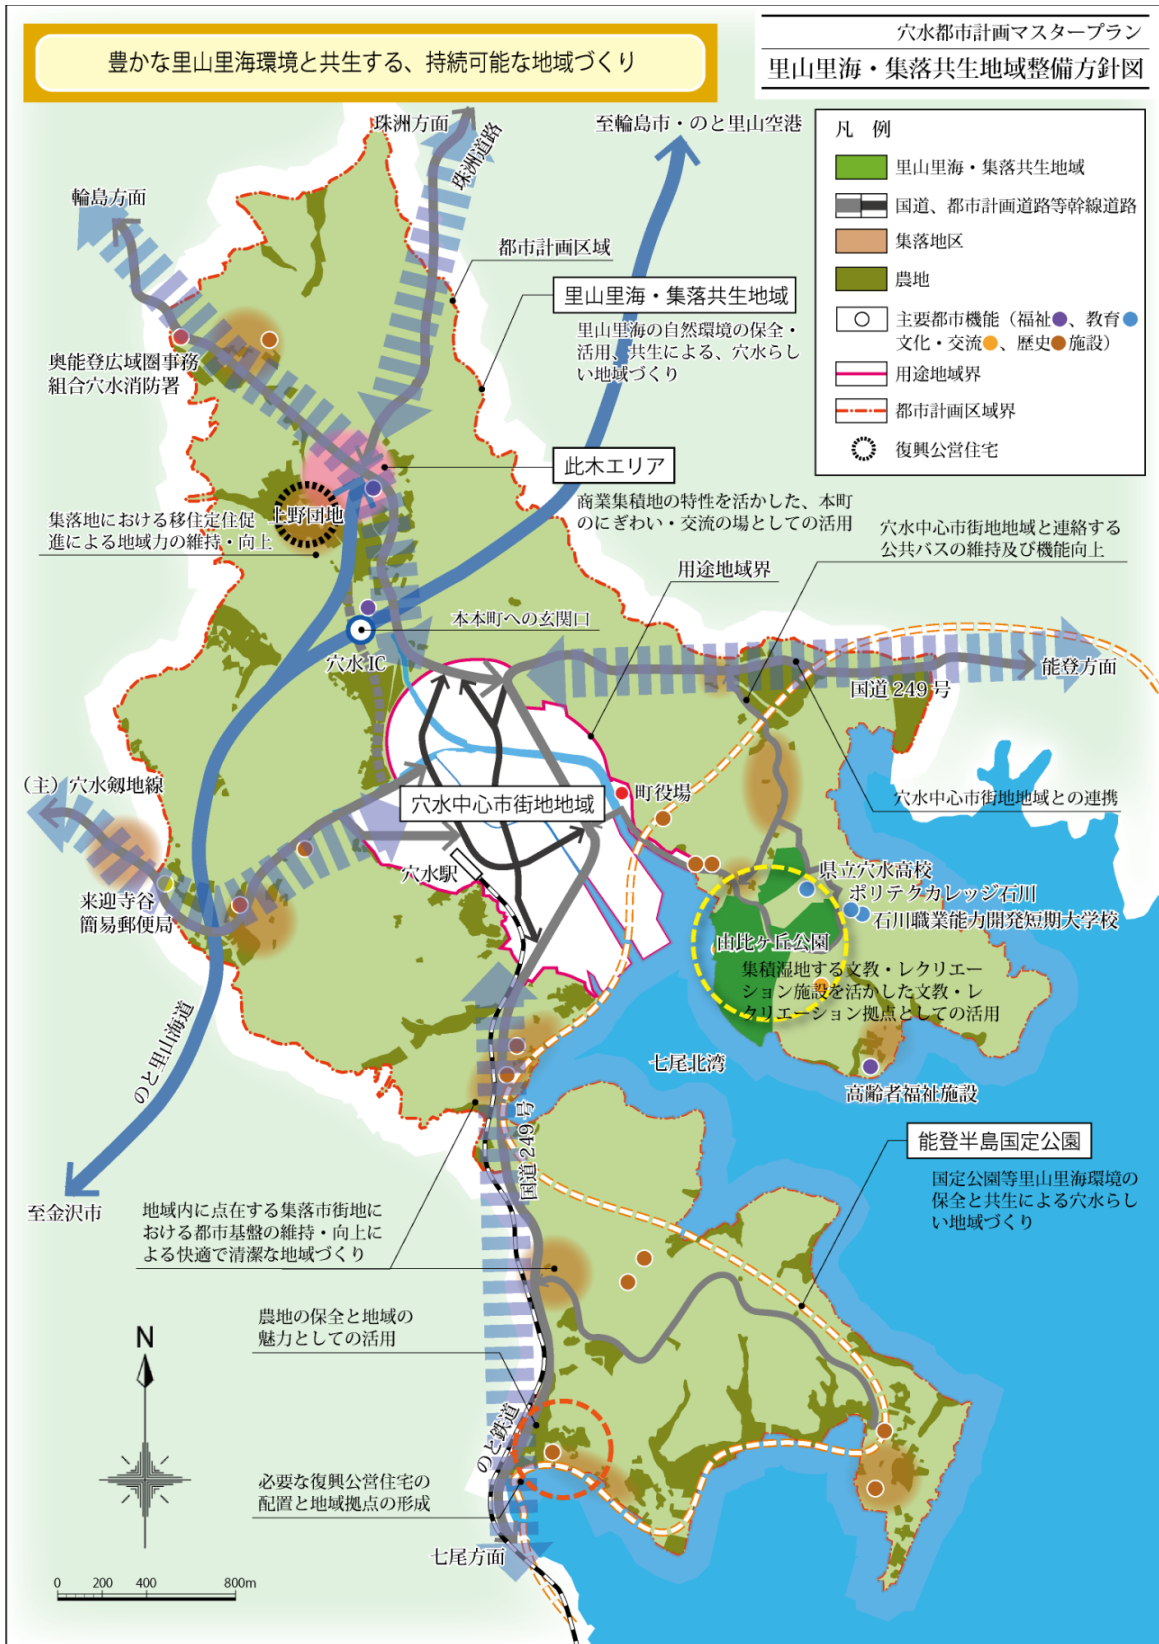 豊かな里山里海環境と共生する、持続可能な地域づくり
穴水都市計画マスタープラン
里山里海・集落共生地域整備方針図
凡　例
里山里海・集落共生地域
国道、都市計画道路等幹線道路
集落地区
農地
主要都市機能（福祉●、教育●
文化・交流●、歴史●施設）
用途地域界
都市計画区域界
復興公営住宅
珠洲方面
珠洲道路
至輪島市・のと里山空港
輪島方面
都市計画区域
里山里海・集落共生地域
里山里海の自然環境の保全・
活用、共生による、穴水らし
い地域づくり
奥能登広域圏事務
組合穴水消防署
此木エリア
商業集積地の特性を活かした、本町
のにぎわい・交流の場としての活用
上野団地
集落地における移住定住促
進による地域力の維持・向上
穴水中心市街地地域と連絡する
公共バスの維持及び機能向上
用途地域界
本本町への玄関口
穴水 IC
能登方面
国道 249 号
（主）穴水剱地線
穴水中心市街地地域
町役場
穴水中心市街地地域との連携
穴水駅
来迎寺谷
簡易郵便局
県立穴水高校
ポリテクカレッジ石川
石川職業能力開発短期大学校
由比ヶ丘公園
集積湿地する文教・レクリエー
ション施設を活かした文教・レ
クリエーション拠点としての活用
のと里山海道
七尾北湾
高齢者福祉施設
国道 249 号
能登半島国定公園
国定公園等里山里海環境の
保全と共生による穴水らし
い地域づくり
至金沢市
地域内に点在する集落市街地に
おける都市基盤の維持・向上に
よる快適で清潔な地域づくり
農地の保全と地域の
魅力としての活用
N
のと鉄道
必要な復興公営住宅の
配置と地域拠点の形成
七尾方面
0 200 400 800m